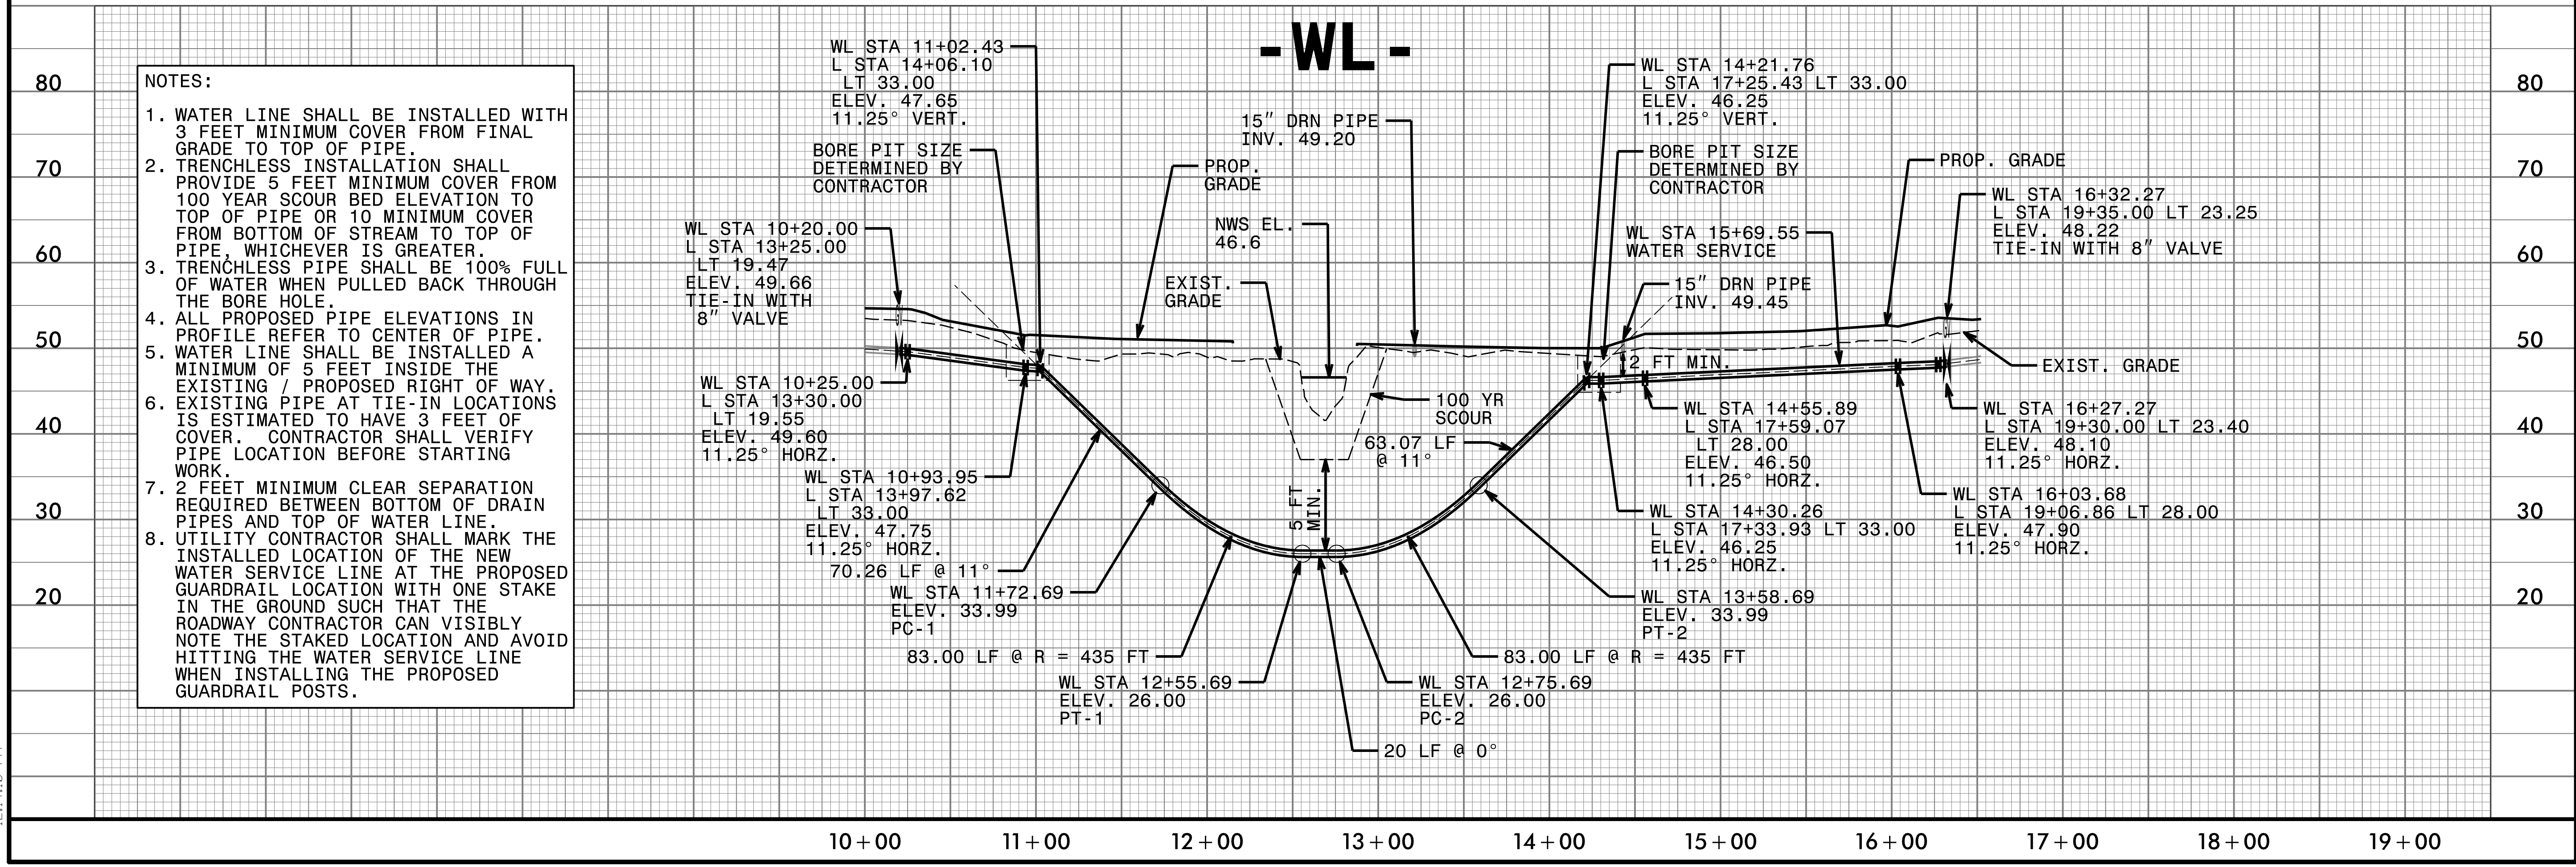 -WL-
NOTES:
1. WATER LINE SHALL BE INSTALLED WITH
3 FEET MINIMUM COVER FROM FINAL
GRADE TO TOP OF PIPE.
2. TRENCHLESS INSTALLATION SHALL
PROVIDE 5 FEET MINIMUM COVER FROM
100 YEAR SCOUR BED ELEVATION TO
TOP OF PIPE OR 10 MINIMUM COVER
FROM BOTTOM OF STREAM TO TOP OF
PIPE, WHICHEVER IS GREATER.
3. TRENCHLESS PIPE SHALL BE 100% FULL
OF WATER WHEN PULLED BACK THROUGH
THE BORE HOLE.
4. ALL PROPOSED PIPE ELEVATIONS IN
PROFILE REFER TO CENTER OF PIPE.
5. WATER LINE SHALL BE INSTALLED A
MINIMUM OF 5 FEET INSIDE THE
EXISTING / PROPOSED RIGHT OF WAY.
6. EXISTING PIPE AT TIE-IN LOCATIONS
IS ESTIMATED TO HAVE 3 FEET OF
COVER. CONTRACTOR SHALL VERIFY
PIPE LOCATION BEFORE STARTING
WORK.
7. 2 FEET MINIMUM CLEAR SEPARATION
REQUIRED BETWEEN BOTTOM OF DRAIN
PIPES AND TOP OF WATER LINE.
8. UTILITY CONTRACTOR SHALL MARK THE
INSTALLED LOCATION OF THE NEW
WATER SERVICE LINE AT THE PROPOSED
GUARDRAIL LOCATION WITH ONE STAKE
IN THE GROUND SUCH THAT THE
ROADWAY CONTRACTOR CAN VISIBLY
NOTE THE STAKED LOCATION AND AVOID
HITTING THE WATER SERVICE LINE
WHEN INSTALLING THE PROPOSED
GUARDRAIL POSTS.
80
70
60
50
40
30
20
WL STA 11+02.43
L STA 14+06.10
LT 33.00
ELEV. 47.65
11.25° VERT.
BORE PIT SIZE
DETERMINED BY
CONTRACTOR
WL STA 10+20.00
L STA 13+25.00
LT 19.47
ELEV. 49.66
TIE-IN WITH
8" VALVE
WL STA 10+25.00
L STA 13+30.00
LT 19.55
ELEV. 49.60
11.25° HORZ.
WL STA 10+93.95
L STA 13+97.62
LT 33.00
ELEV. 47.75
11.25° HORZ.
70.26 LF @ 11°
WL STA 11+72.69
ELEV. 33.99
PC-1
83.00 LF @ R = 435 FT
WL STA 12+55.69
ELEV. 26.00
PT-1
PROP.
GRADE
15" DRN PIPE
INV. 49.20
NWS EL.
46.6
EXIST.
GRADE
100 YR
SCOUR
63.07 LF
@ 11°
5 FT
MIN.
20 LF @ 0°
WL STA 12+75.69
ELEV. 26.00
PC-2
83.00 LF @ R = 435 FT
WL STA 13+58.69
ELEV. 33.99
PT-2
WL STA 14+21.76
L STA 17+25.43 LT 33.00
ELEV. 46.25
11.25° VERT.
BORE PIT SIZE
DETERMINED BY
CONTRACTOR
WL STA 15+69.55
WATER SERVICE
15" DRN PIPE
INV. 49.45
2 FT MIN.
WL STA 14+55.89
L STA 17+59.07
LT 28.00
ELEV. 46.50
11.25° HORZ.
WL STA 14+30.26
L STA 17+33.93 LT 33.00
ELEV. 46.25
11.25° HORZ.
PROP. GRADE
WL STA 16+32.27
L STA 19+35.00 LT 23.25
ELEV. 48.22
TIE-IN WITH 8" VALVE
EXIST. GRADE
WL STA 16+27.27
L STA 19+30.00 LT 23.40
ELEV. 48.10
11.25° HORZ.
WL STA 16+03.68
L STA 19+06.86 LT 28.00
ELEV. 47.90
11.25° HORZ.
80
70
60
50
40
30
20
10+00 11+00 12+00 13+00 14+00 15+00 16+00 17+00 18+00 19+00